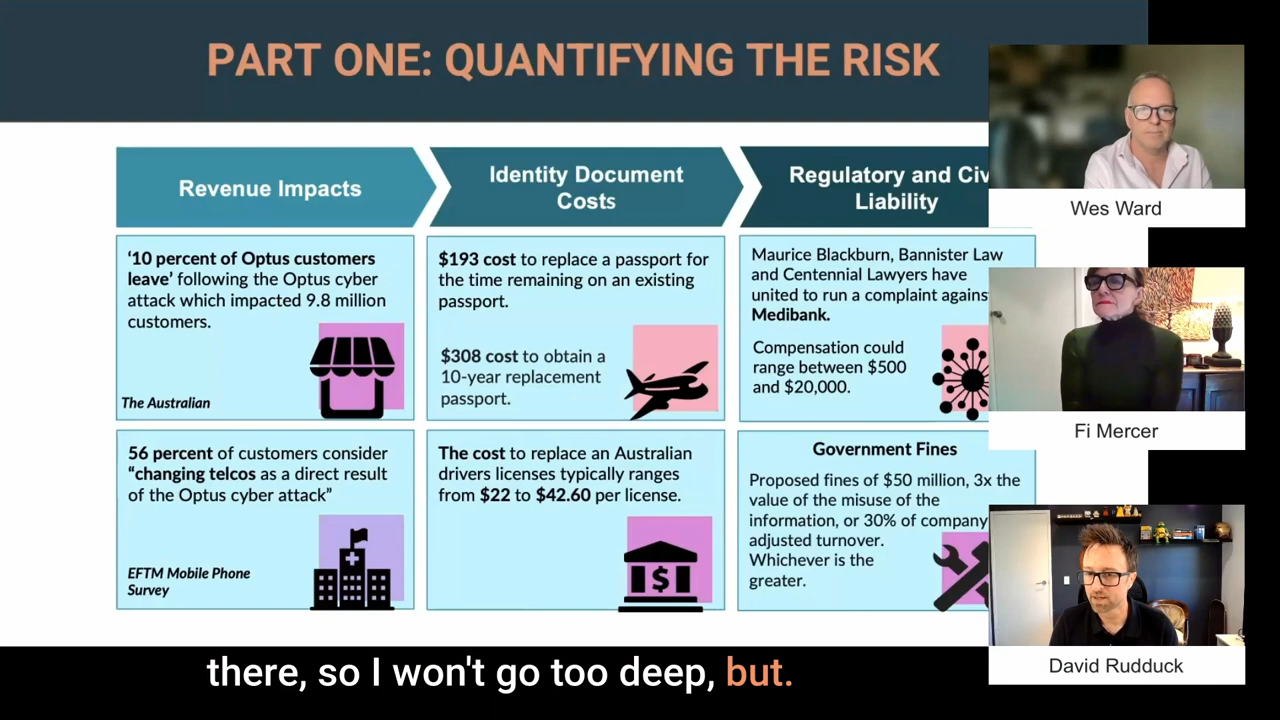 PART ONE: QUANTIFYING THE RISK
Revenue Impacts
Identity Document
Costs
Regulatory and Civ
Liability
‘10 percent of Optus customers
leave’ following the Optus cyber
attack which impacted 9.8 million
customers.
The Australian
$193 cost to replace a passport for
the time remaining on an existing
passport.
$308 cost to obtain a
10-year replacement
passport.
Maurice Blackburn, Bannister Law
and Centennial Lawyers have
united to run a complaint agains
Medibank.
Compensation could
range between $500
and $20,000.
56 percent of customers consider
“changing telcos as a direct result
of the Optus cyber attack”
EFTM Mobile Phone
Survey
The cost to replace an Australian
drivers licenses typically ranges
from $22 to $42.60 per license.
$
Government Fines
Proposed fines of $50 million, 3x the
value of the misuse of the
information, or 30% of company
adjusted turnover.
Whichever is the
greater.
Wes Ward
Fi Mercer
David Rudduck
there, so I won't go too deep, but.